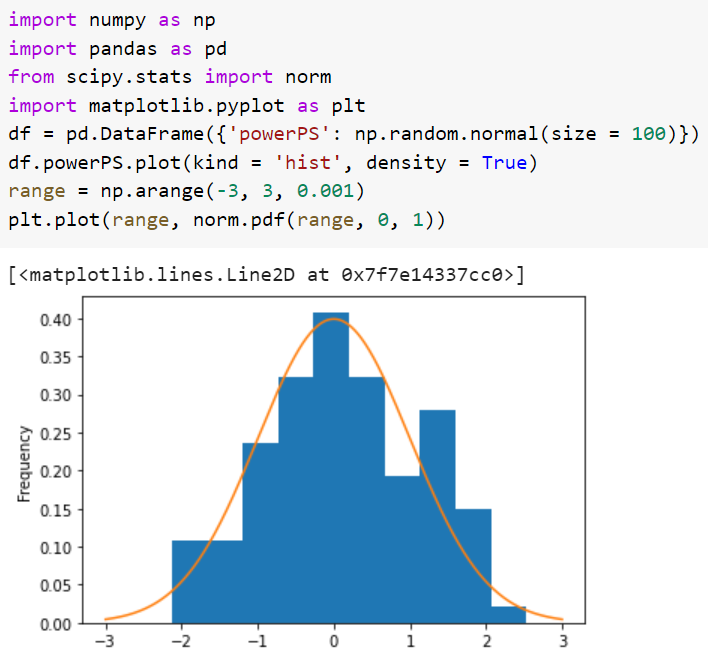 import numpy as np
import pandas as pd
from scipy.stats import norm
import matplotlib.pyplot as plt
df = pd.DataFrame({'powerPS': np.random.normal(size = 100)})
df.powerPS.plot(kind = 'hist', density = True)
range = np.arange(-3, 3, 0.001)
plt.plot(range, norm.pdf(range, 0, 1))
[<matplotlib.lines.Line2D at 0x7f7e14337cc0>]
Frequency
0.40
0.35
0.30
0.25
0.20
0.15
0.10
0.05
0.00
−3 −2 −1 0 1 2 3